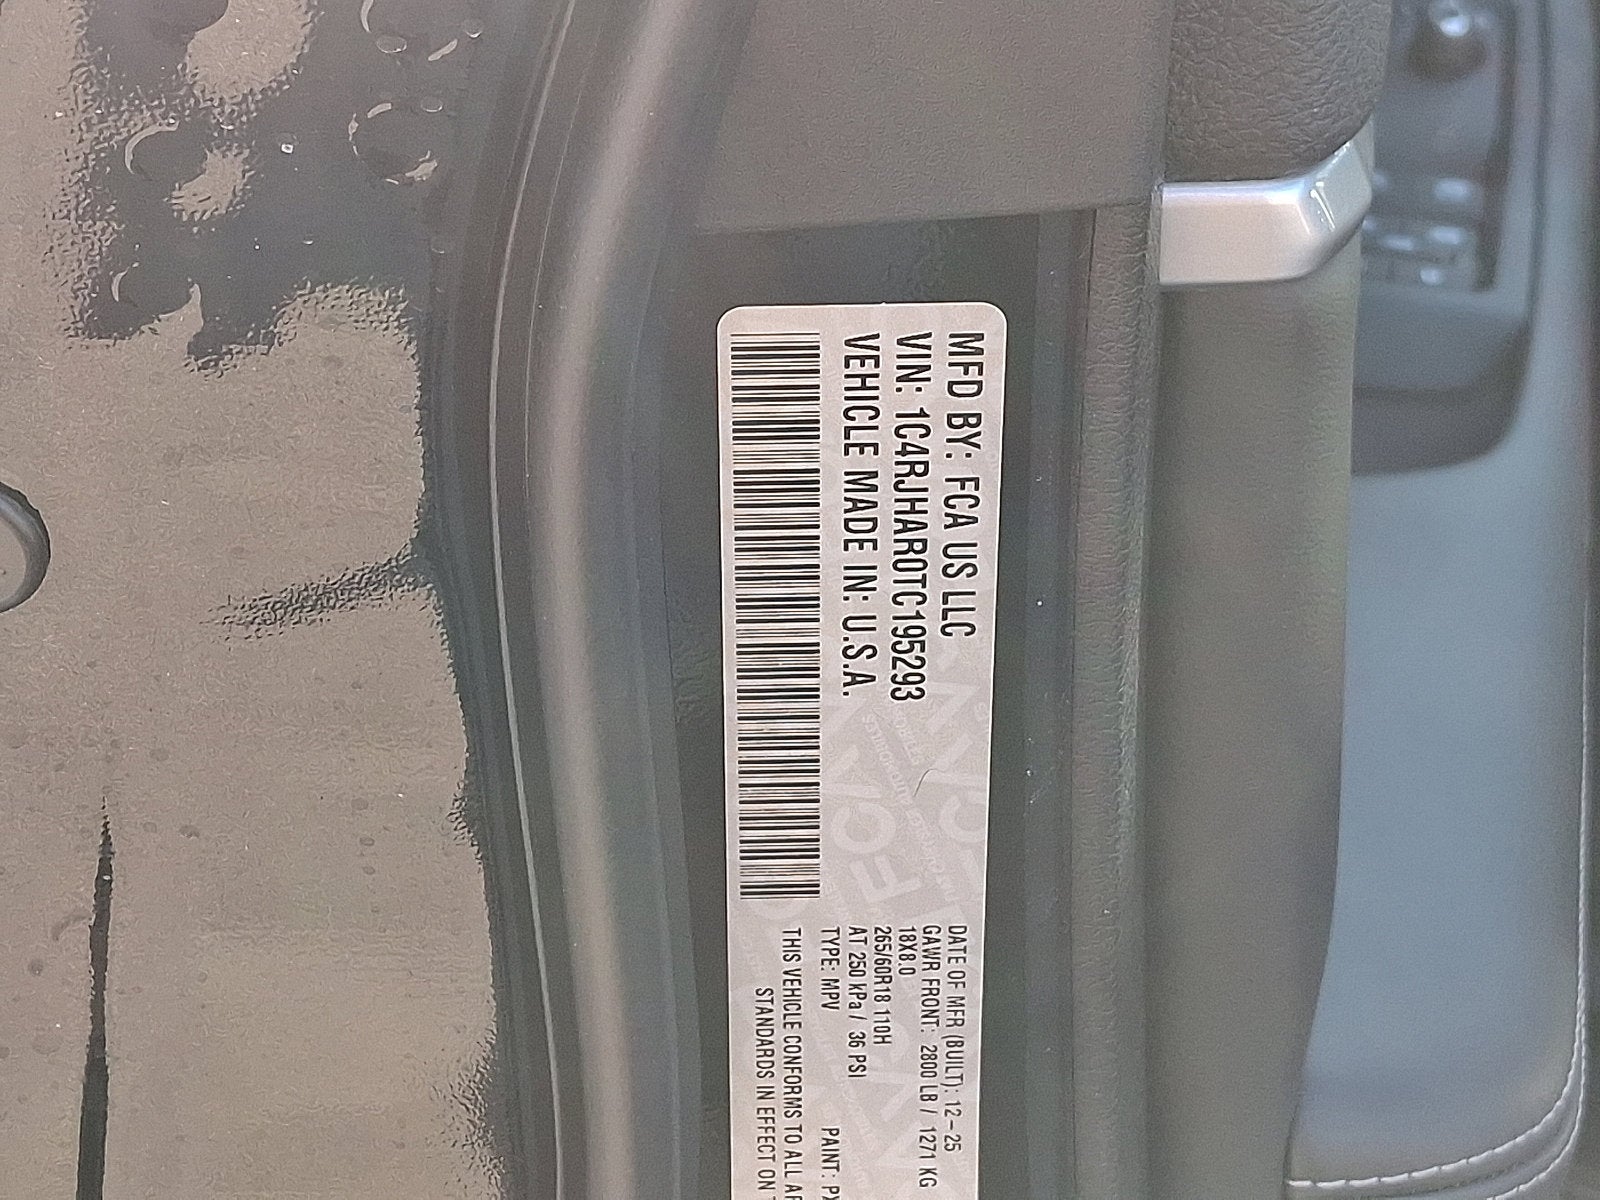 MFD BY: FCA US LLC
VIN: 1C4RJHAR0TC195293
VEHICLE MADE IN: U.S.A.
DATE OF MFR (BUILT): 12-25
GAWR FRONT: 2800 LB / 1271 KG
18X8.0
265/60R18 110H
AT 250 kPa / 36 PSI
TYPE: MPV PAINT:
THIS VEHICLE CONFORMS TO ALL
STANDARDS IN EFFECT ON